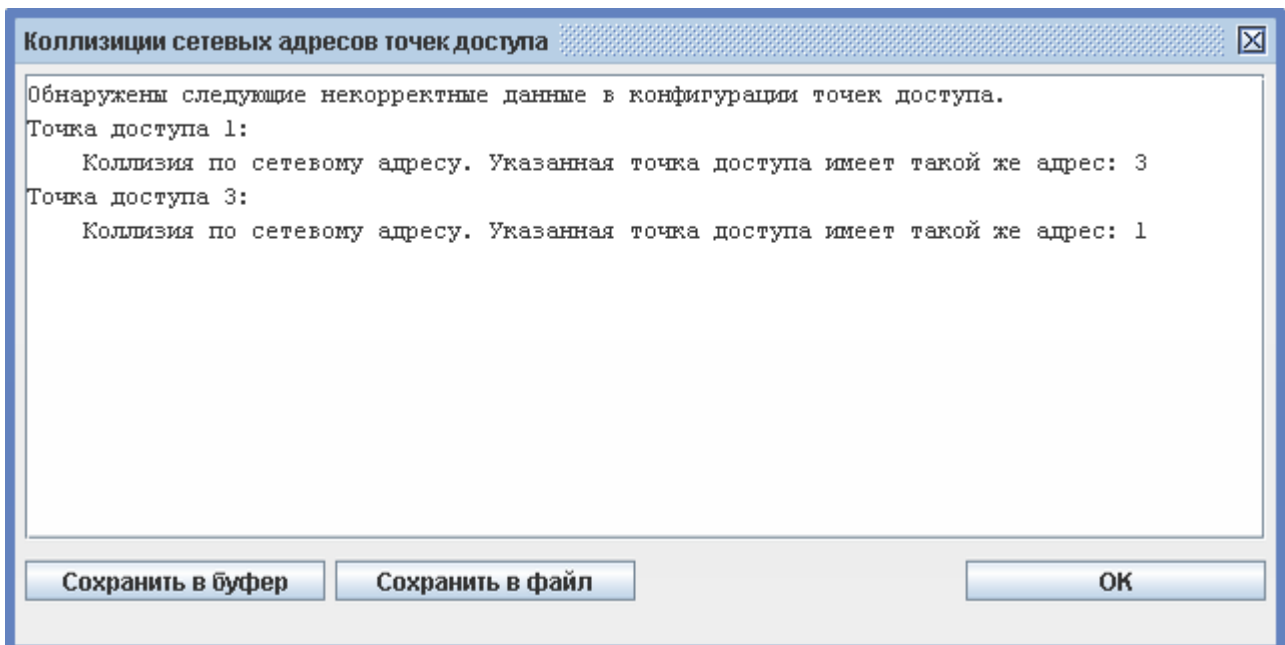 Коллизиции сетевых адресов точек доступа
Обнаружены следующие некорректные данные в конфигурации точек доступа.
Точка доступа 1:
Коллизия по сетевому адресу. Указанная точка доступа имеет такой же адрес: 3
Точка доступа 3:
Коллизия по сетевому адресу. Указанная точка доступа имеет такой же адрес: 1
Сохранить в буфер
Сохранить в файл
ОК